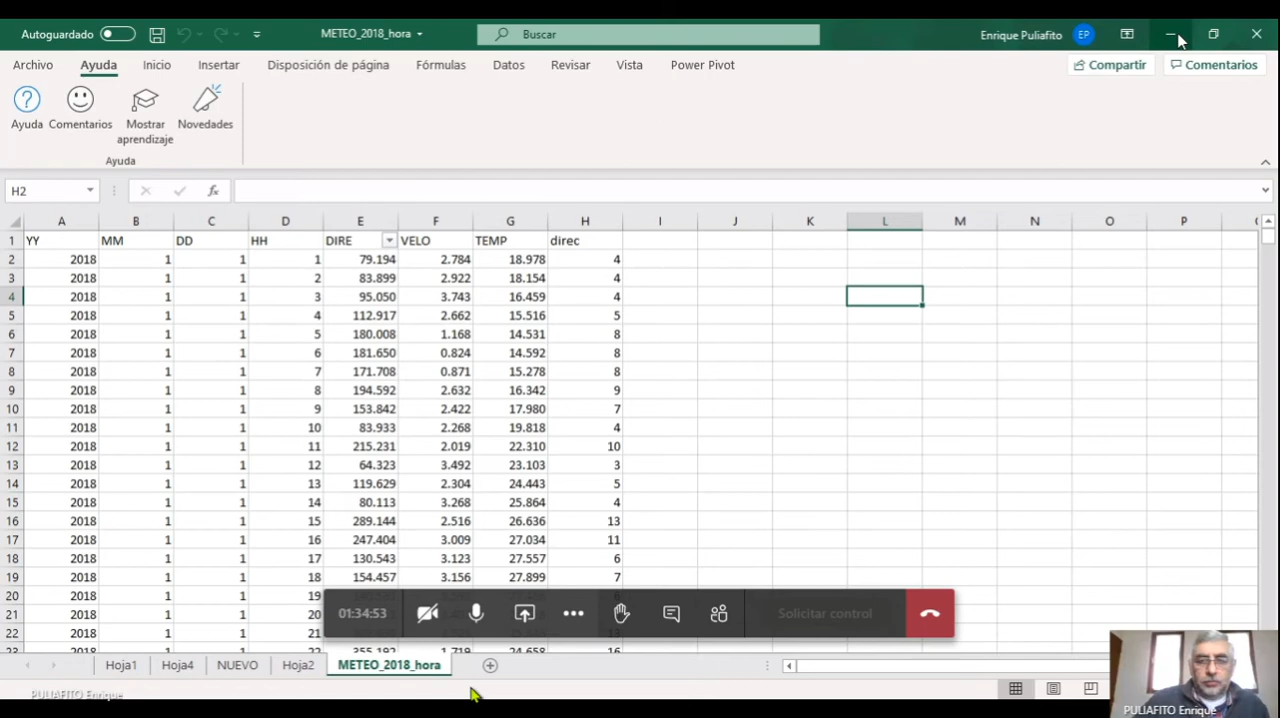 Autoguardado METEO_2018_hora Buscar Enrique Puliafito EP
Archivo Ayuda Inicio Insertar Disposición de página Fórmulas Datos Revisar Vista Power Pivot Compartir Comentarios
Ayuda Comentarios Mostrar aprendizaje Novedades
Ayuda
H2 fx
A B C D E F G H I J K L M N O P
1 YY MM DD HH DIRE VELO TEMP direc
2 2018 1 1 1 79.194 2.784 18.978 4
3 2018 1 1 2 83.899 2.922 18.154 4
4 2018 1 1 3 95.050 3.743 16.459 4
5 2018 1 1 4 112.917 2.662 15.516 5
6 2018 1 1 5 180.008 1.168 14.531 8
7 2018 1 1 6 181.650 0.824 14.592 8
8 2018 1 1 7 171.708 0.871 15.278 8
9 2018 1 1 8 194.592 2.632 16.342 9
10 2018 1 1 9 153.842 2.422 17.980 7
11 2018 1 1 10 83.933 2.268 19.818 4
12 2018 1 1 11 215.231 2.019 22.310 10
13 2018 1 1 12 64.323 3.492 23.103 3
14 2018 1 1 13 119.629 2.304 24.443 5
15 2018 1 1 14 80.113 3.268 25.864 4
16 2018 1 1 15 289.144 2.516 26.636 13
17 2018 1 1 16 247.404 3.009 27.034 11
18 2018 1 1 17 130.543 3.123 27.557 6
19 2018 1 1 18 154.457 3.156 27.899 7
20 2018 1 1 19
21 2018 1 1 20
22 2018 1 1 21
01:34:53 Solicitar control
2018 1 1 22 355.192 1.719 24.658 16
Hoja1 Hoja4 NUEVO Hoja2 METEO_2018_hora
PULIAFITO Enrique
PULIAFITO Enrique